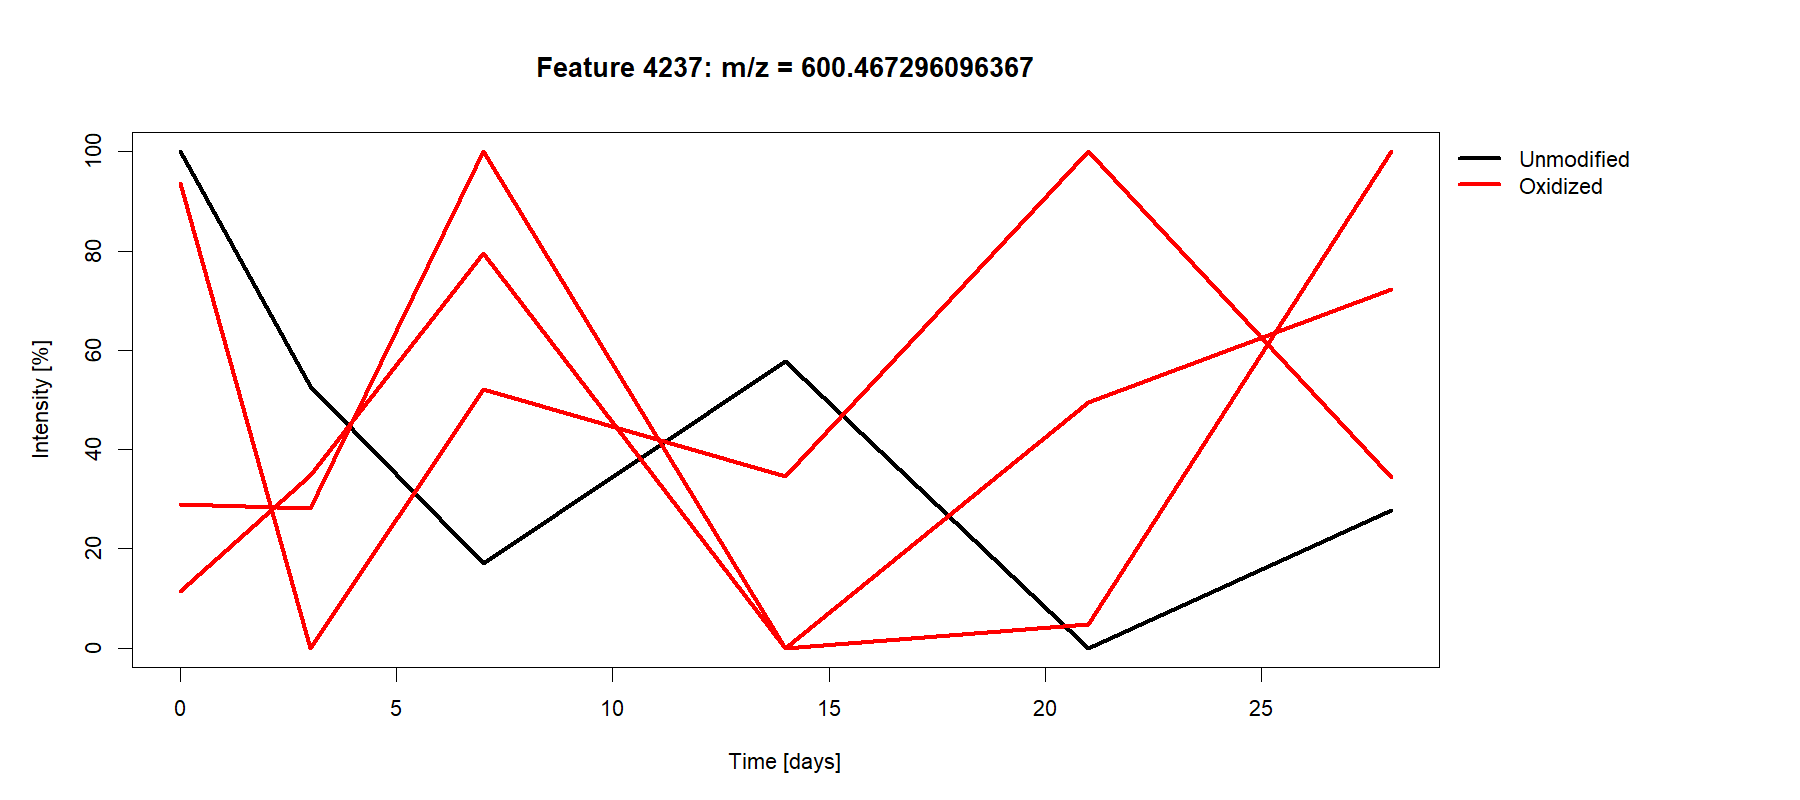 Feature 4237: m/z = 600.467296096367
Unmodified
Oxidized
Intensity [%]
100
80
60
40
20
0
0 5 10 15 20 25
Time [days]